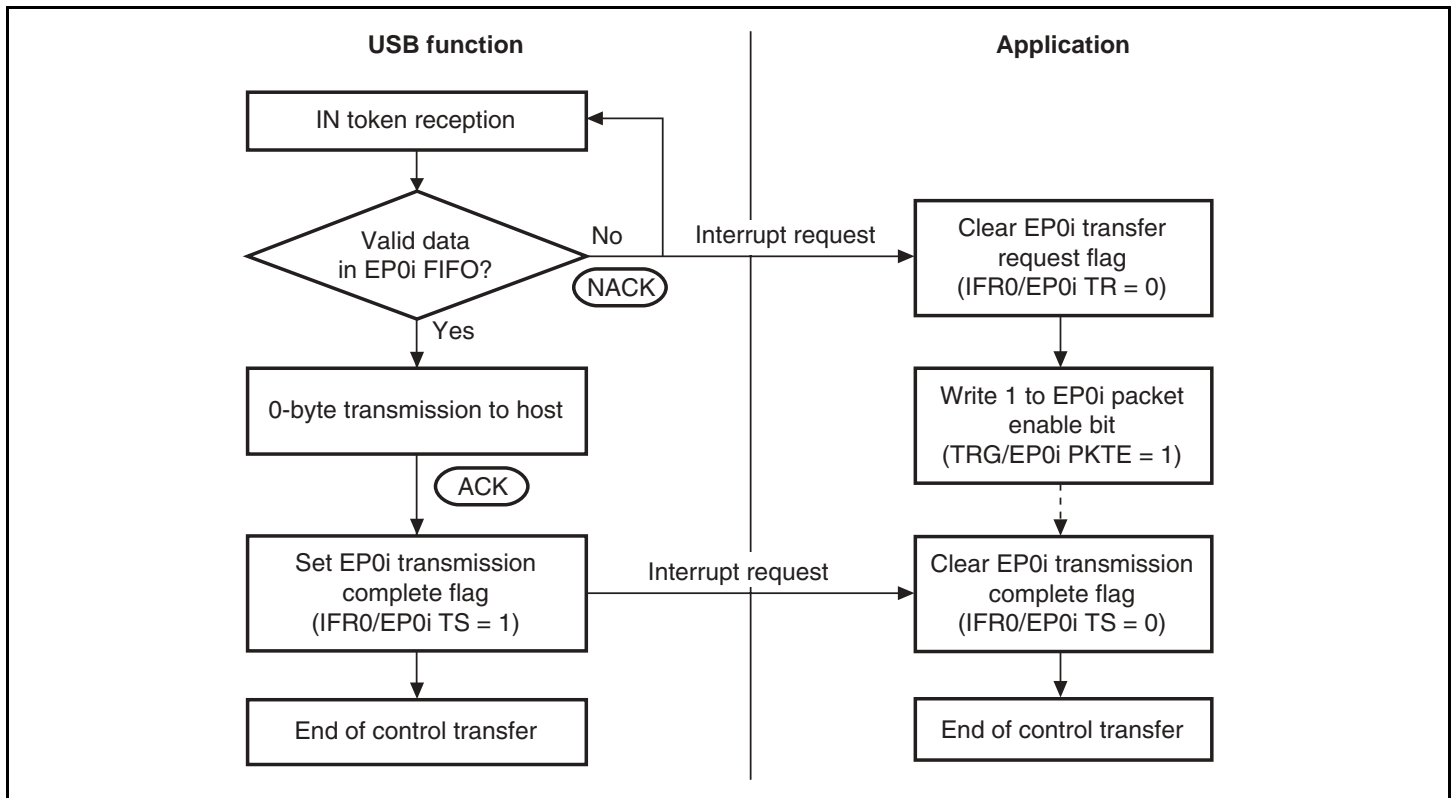 USB function
Application
IN token reception
Valid data
in EP0i FIFO?
No
NACK
Interrupt request
Clear EP0i transfer
request flag
(IFR0/EP0i TR = 0)
Yes
0-byte transmission to host
Write 1 to EP0i packet
enable bit
(TRG/EP0i PKTE = 1)
ACK
Set EP0i transmission
complete flag
(IFR0/EP0i TS = 1)
Interrupt request
Clear EP0i transmission
complete flag
(IFR0/EP0i TS = 0)
End of control transfer
End of control transfer